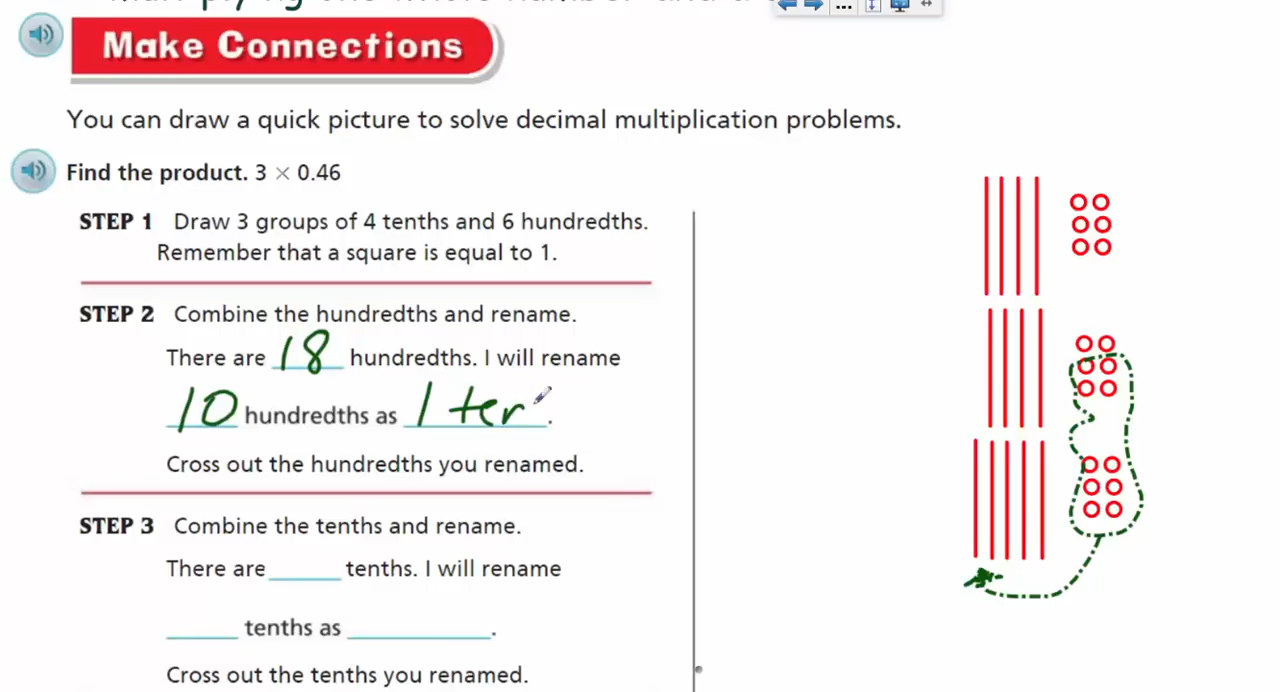 Make Connections
You can draw a quick picture to solve decimal multiplication problems.
Find the product. 3 × 0.46
STEP 1 Draw 3 groups of 4 tenths and 6 hundredths.
Remember that a square is equal to 1.
STEP 2 Combine the hundredths and rename.
There are 18 hundredths. I will rename
10 hundredths as 1 ter.
Cross out the hundredths you renamed.
STEP 3 Combine the tenths and rename.
There are ____ tenths. I will rename
____ tenths as ________.
Cross out the tenths you renamed.